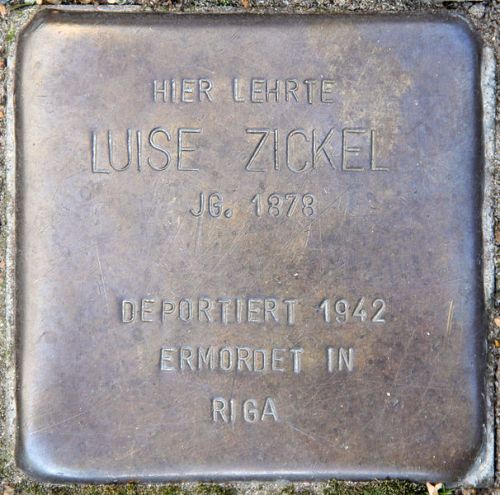 HIER LEHRTE
LUISE ZICKEL
JG. 1878
DEPORTIERT 1942
ERMORDET IN
RIGA